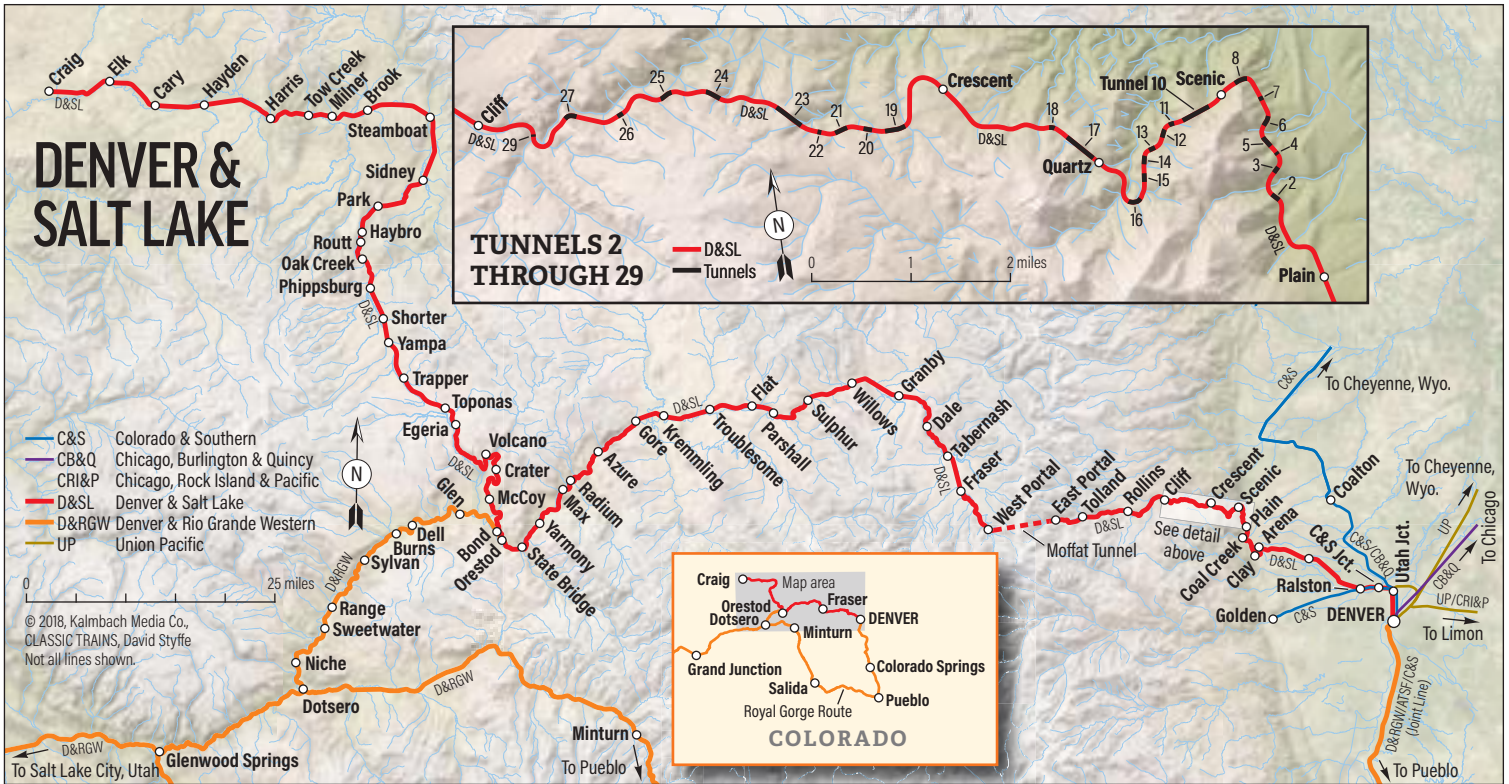 DENVER &
SALT LAKE
Craig
Elk
Cary
Hayden
Harris
Tow Creek
Milner
Brook
Steamboat
Sidney
Park
Haybro
Routt
Oak Creek
Phippsburg
Shorter
Yampa
Trapper
Toponas
Egeria
Volcano
Crater
McCoy
Bond
Orestod
State Bridge
Yarmony
Max
Radium
Azure
Gore
Kremmling
Troublesome
Flat
Parshall
Sulphur
Willows
Granby
Dale
Tabernash
Fraser
West Portal
Moffat Tunnel
East Portal
Tolland
Rollins
Cliff
Crescent
Scenic
Plain
Arena
Coal Creek
Clay
See detail
above
Ralston
C&S Jct.
Utah Jct.
DENVER
Golden
Coalton
D&SL
D&SL
D&SL
D&SL
D&SL
D&SL
D&SL
C&S
C&S/CB&Q
C&S
UP
CB&Q
UP/CRI&P
To Cheyenne, Wyo.
To Cheyenne,
Wyo.
To Chicago
To Limon
D&RGW/ATSF/C&S
(Joint Line)
To Pueblo
Glen
Dell
Burns
Sylvan
D&RGW
Range
Sweetwater
Niche
Dotsero
D&RGW
Minturn
To Pueblo
Glenwood Springs
D&RGW
To Salt Lake City, Utah
C&S Colorado & Southern
CB&Q Chicago, Burlington & Quincy
CRI&P Chicago, Rock Island & Pacific
D&SL Denver & Salt Lake
D&RGW Denver & Rio Grande Western
UP Union Pacific
N
0 25 miles
© 2018, Kalmbach Media Co.,
CLASSIC TRAINS, David Styffe
Not all lines shown.
TUNNELS 2
THROUGH 29
D&SL
Tunnels
N
0 1 2 miles
Cliff
D&SL
29
27
26
25
24
D&SL
23
22
21
20
19
Crescent
D&SL
18
17
Quartz
16
15
14
13
12
11
Tunnel 10
Scenic
8
7
6
5
4
3
2
D&SL
Plain
Craig
Map area
Orestod
Fraser
Dotsero
DENVER
Minturn
Grand Junction
Colorado Springs
Salida
Pueblo
Royal Gorge Route
COLORADO